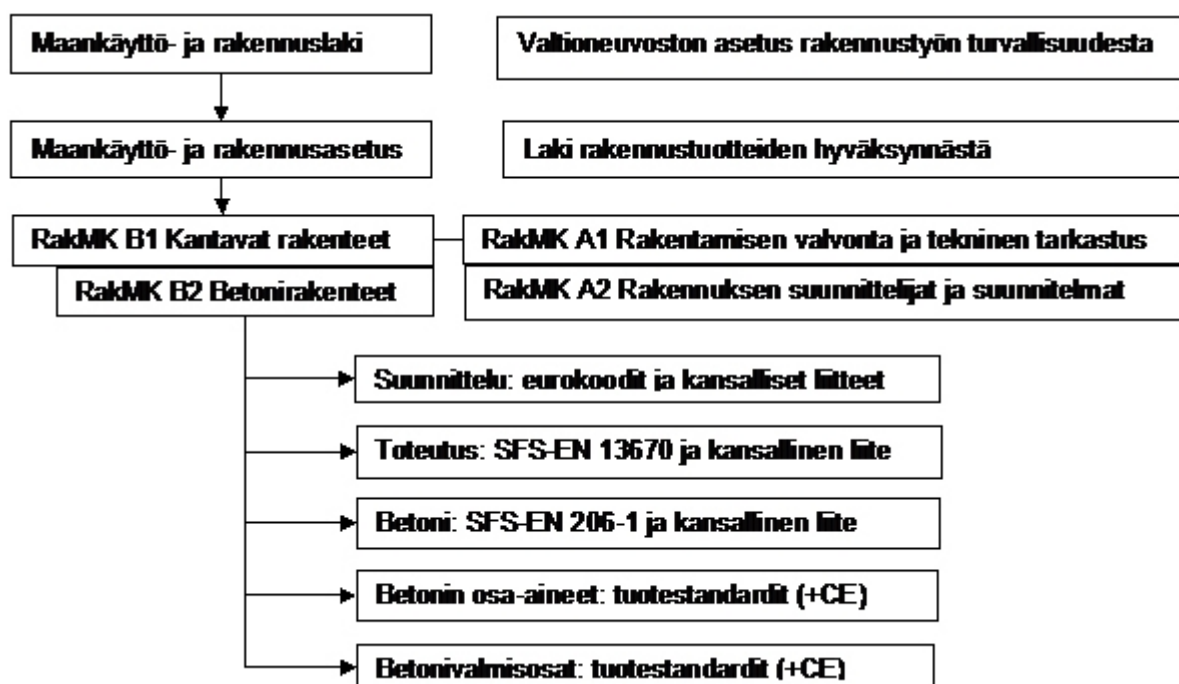 Maankäyttö- ja rakennuslaki
Valtioneuvoston asetus rakennustyön turvallisuudesta
Maankäyttö- ja rakennusasetus
Laki rakennustuotteiden hyväksynnästä
RakMK B1 Kantavat rakenteet
RakMK A1 Rakentamisen valvonta ja tekninen tarkastus
RakMK B2 Betonirakenteet
RakMK A2 Rakennuksen suunnittelijat ja suunnitelmat
Suunnittelu: eurokoodit ja kansalliset liitteet
Toteutus: SFS-EN 13670 ja kansallinen liite
Betoni: SFS-EN 206-1 ja kansallinen liite
Betonin osa-aineet: tuotestandardit (+CE)
Betonivalmisosat: tuotestandardit (+CE)